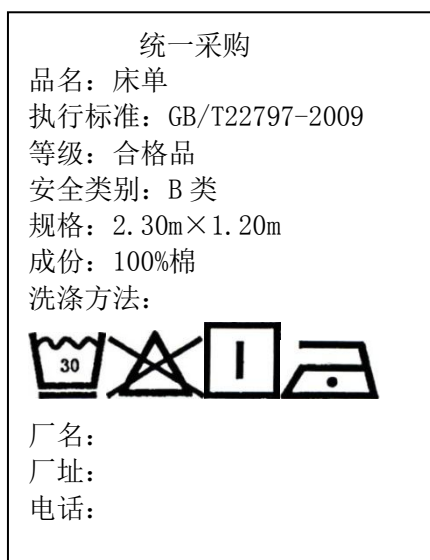 统一采购
品名：床单
执行标准：GB/T22797-2009
等级：合格品
安全类别：B 类
规格：2.30m×1.20m
成份：100%棉
洗涤方法：
30
厂名：
厂址：
电话：